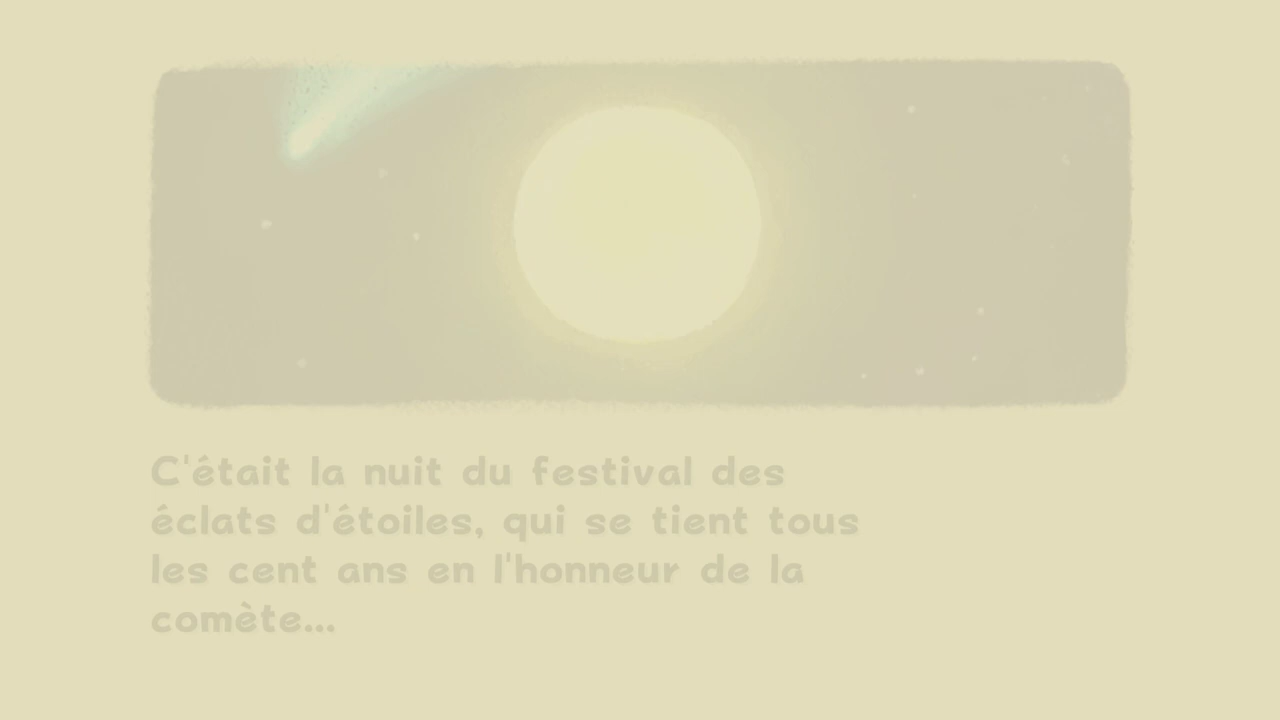 C'était la nuit du festival des
éclats d'étoiles, qui se tient tous
les cent ans en l'honneur de la
comète...